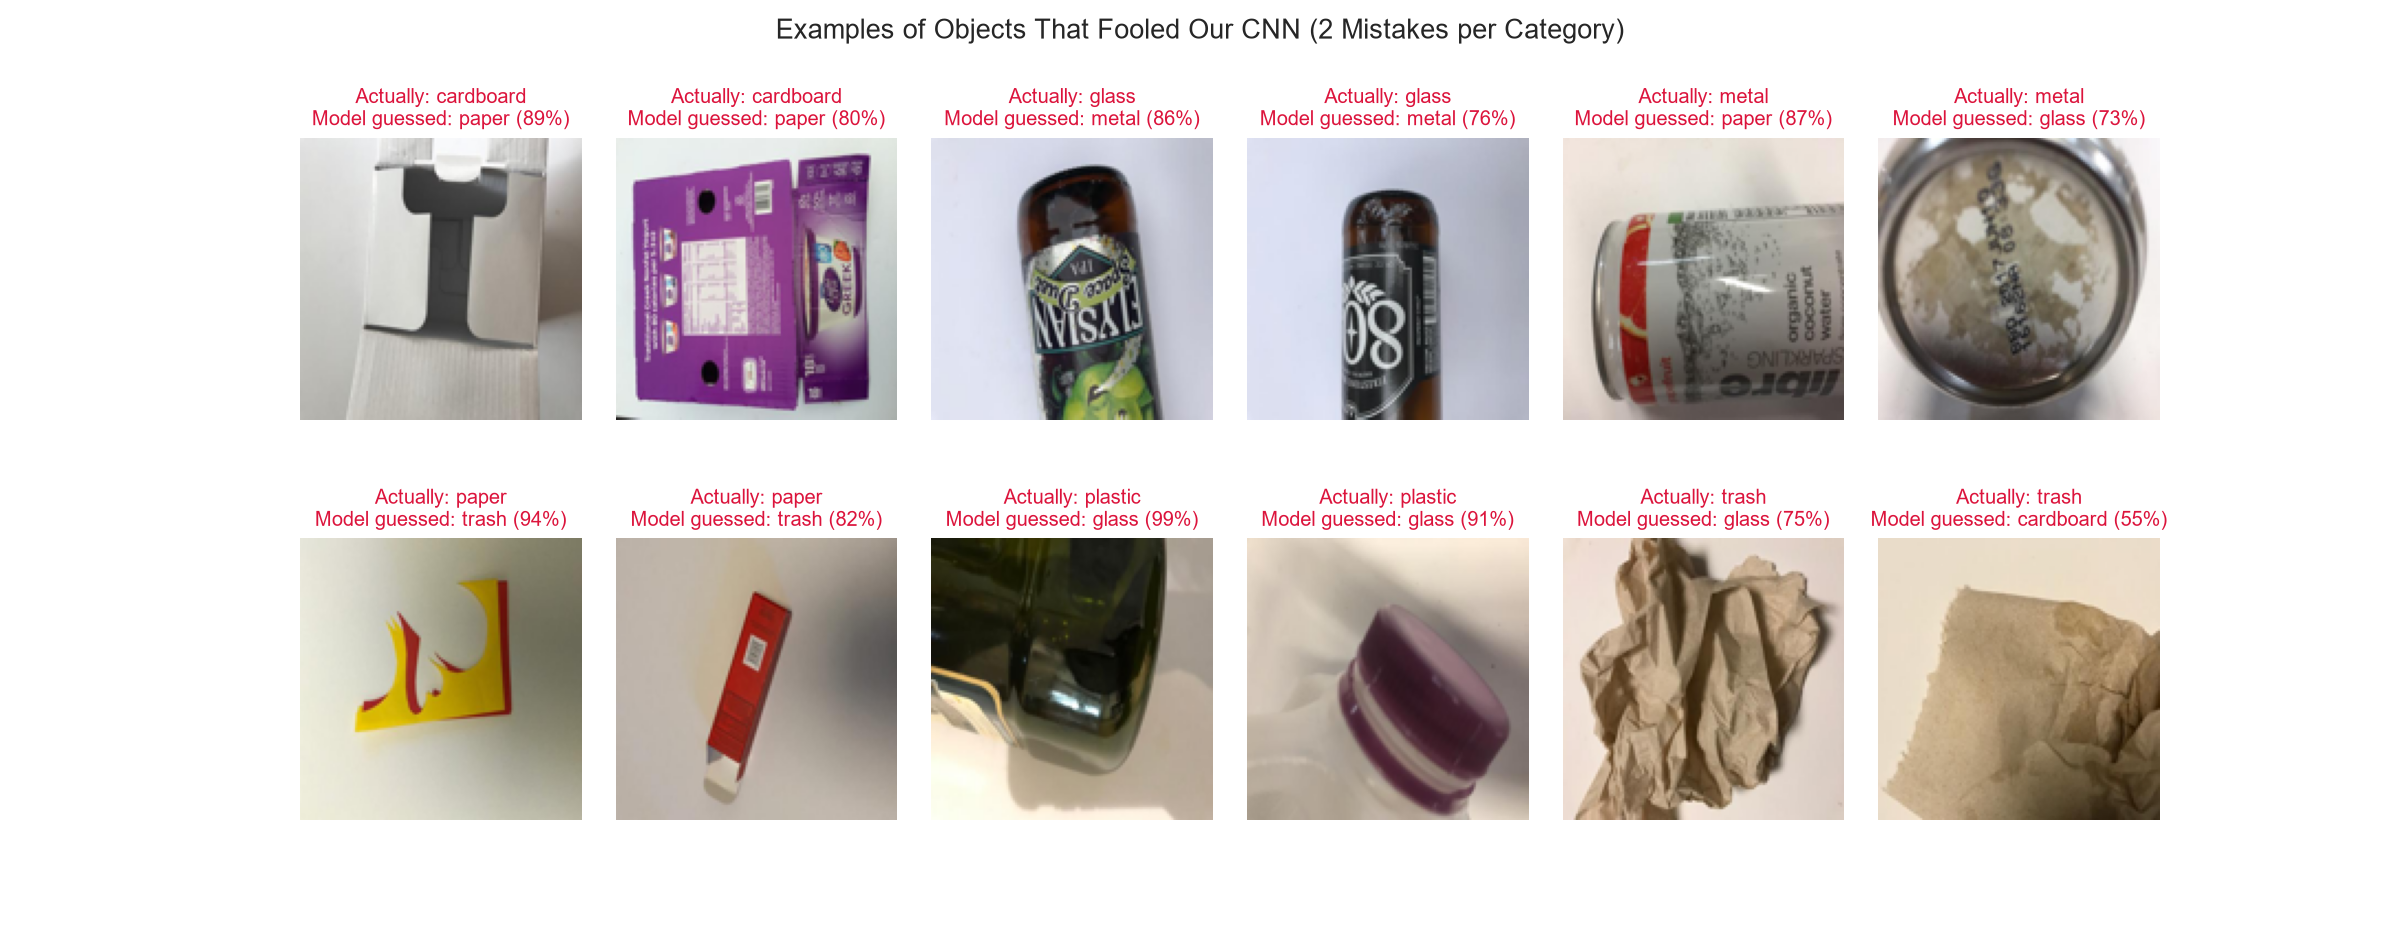 Examples of Objects That Fooled Our CNN (2 Mistakes per Category)
Actually: cardboard
Model guessed: paper (89%)
Actually: cardboard
Model guessed: paper (80%)
Actually: glass
Model guessed: metal (86%)
Actually: glass
Model guessed: metal (76%)
Actually: metal
Model guessed: paper (87%)
Actually: metal
Model guessed: glass (73%)
GREEK
IPA
Space Dust
ELYSIAN
80
organic
coconut
water
SPARKLING
libre
Actually: paper
Model guessed: trash (94%)
Actually: paper
Model guessed: trash (82%)
Actually: plastic
Model guessed: glass (99%)
Actually: plastic
Model guessed: glass (91%)
Actually: trash
Model guessed: glass (75%)
Actually: trash
Model guessed: cardboard (55%)